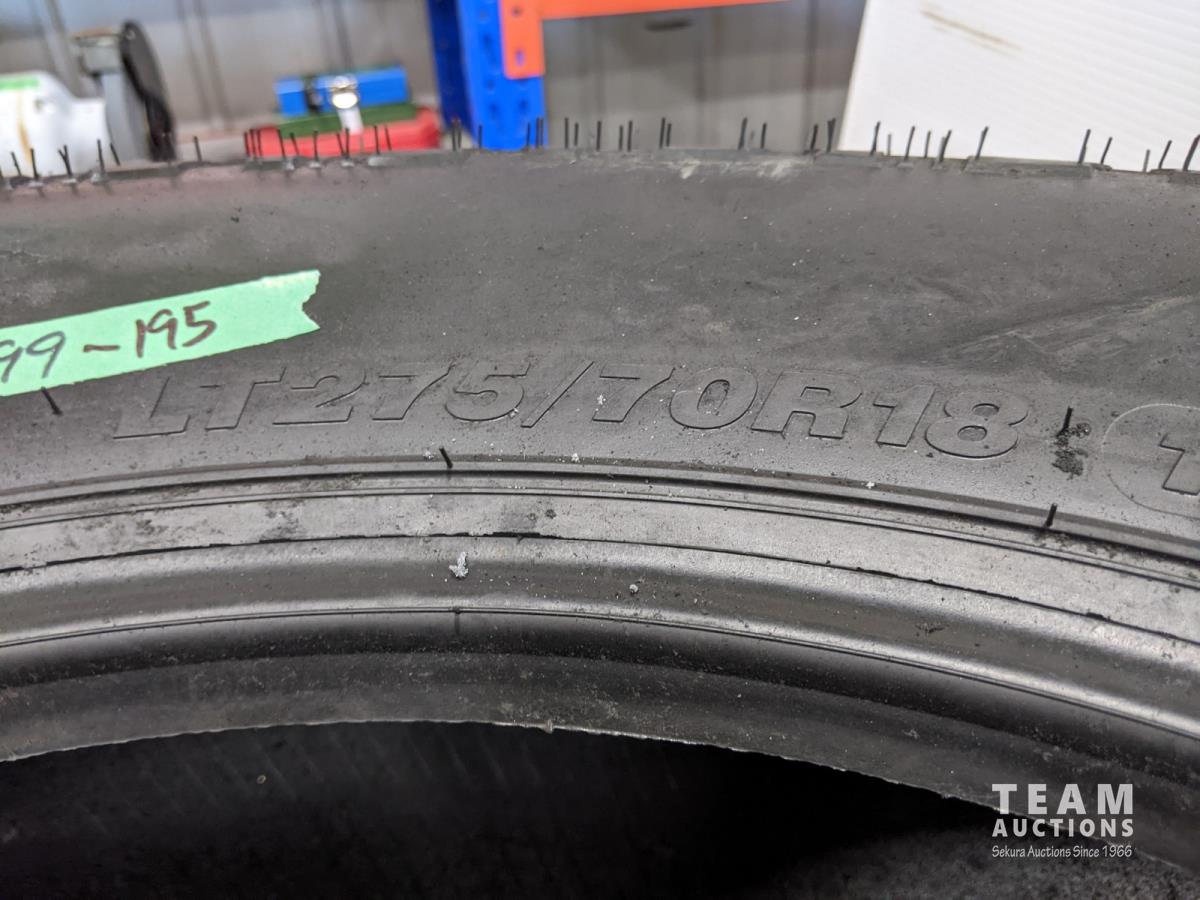 99-195
LT275/70R18
TEAM
AUCTIONS
Sekura Auctions Since 1966